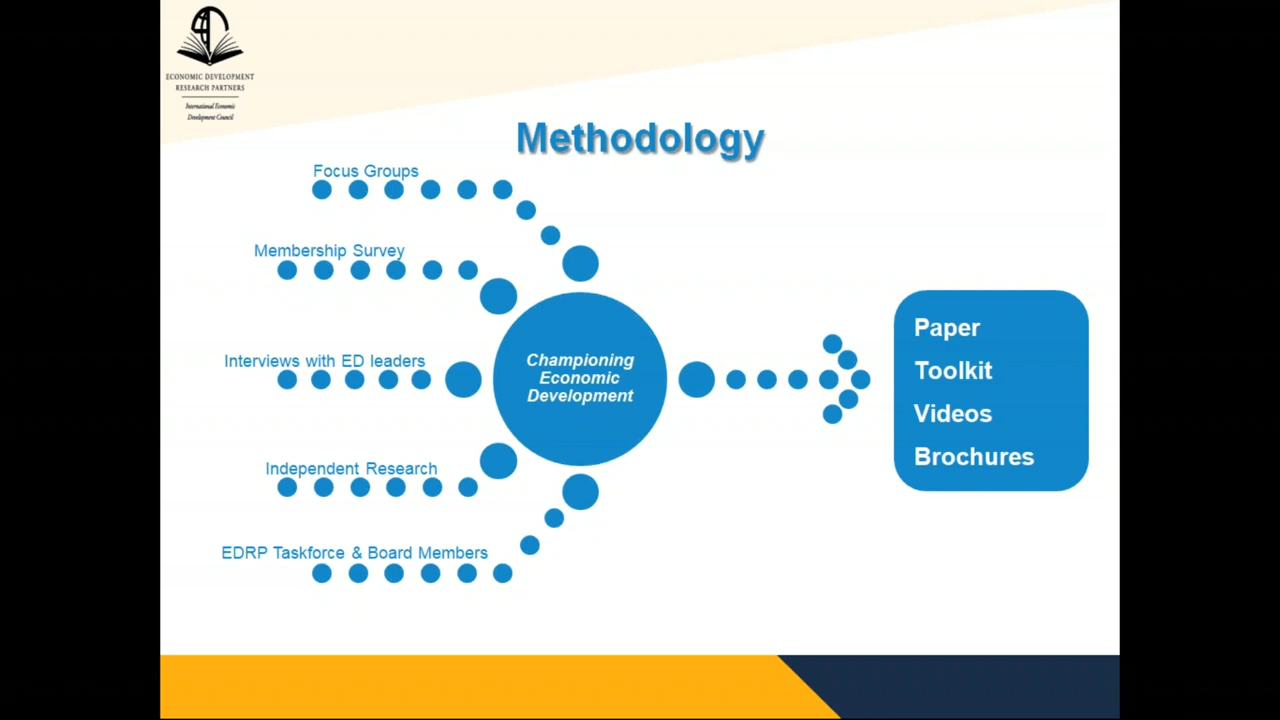 ECONOMIC DEVELOPMENT
RESEARCH PARTNERS
International Economic
Development Council
Methodology
Focus Groups
Membership Survey
Interviews with ED leaders
Independent Research
EDRP Taskforce & Board Members
Championing
Economic
Development
Paper
Toolkit
Videos
Brochures